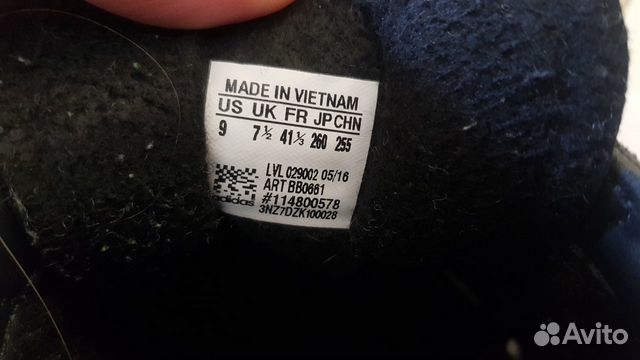 MADE IN VIETNAM
US UK FR JP CHN
9 7½ 41⅓ 260 255
LVL 029002 05/16
ART BB0661
#114800578
adidas
3NZ7DZK100028
Avito